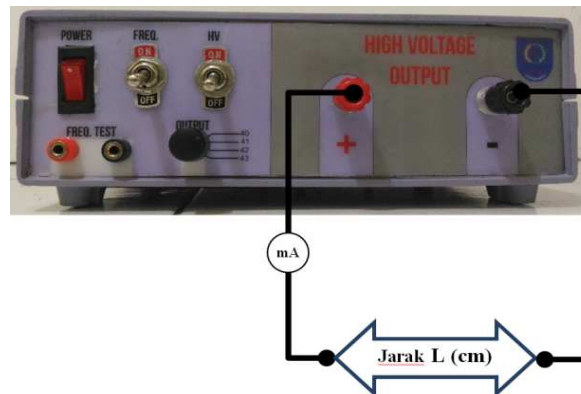 POWER
FREQ.
HV
ON
OFF
ON
OFF
FREQ. TEST
OUTPUT
40
41
42
43
HIGH VOLTAGE
OUTPUT
+
-
mA
Jarak L (cm)